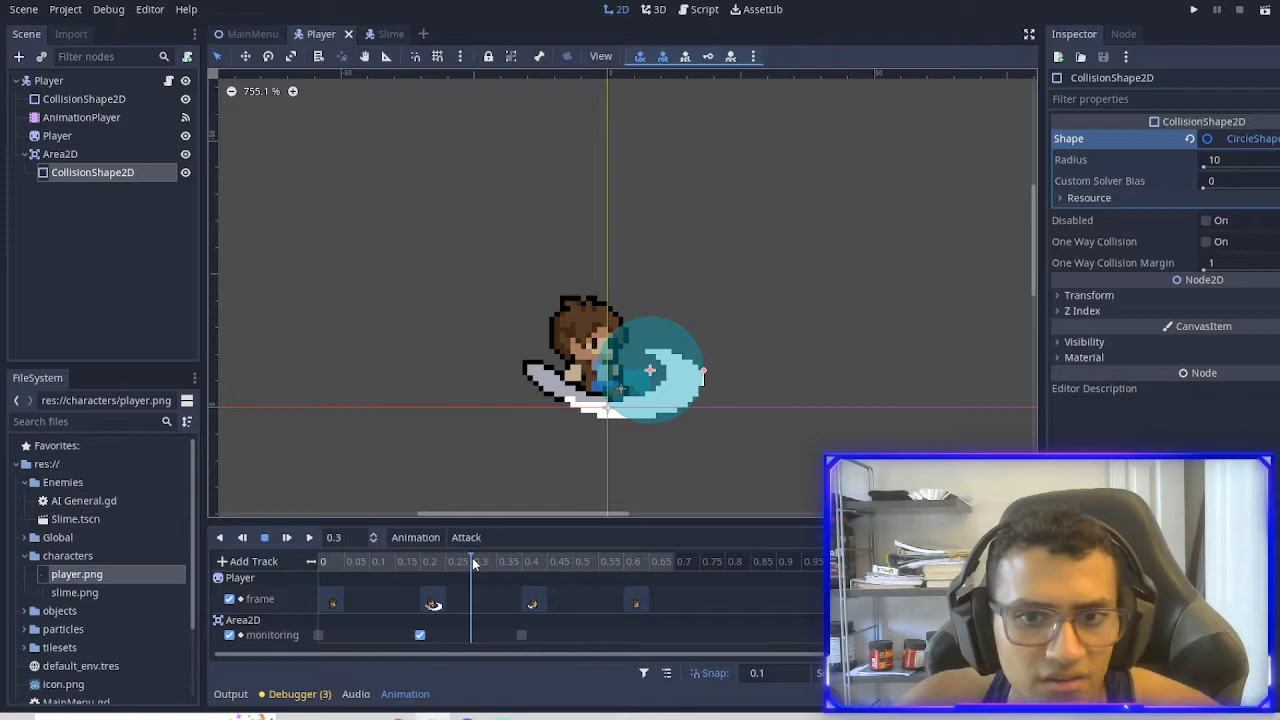 Scene Project Debug Editor Help
2D 3D Script AssetLib
Scene Import
MainMenu Player Slime
Inspector Node
Filter nodes
View
Player
CollisionShape2D
AnimationPlayer
Player
Area2D
CollisionShape2D
755.1 %
-50 0 50
CollisionShape2D
Filter properties
CollisionShape2D
Shape CircleShape
Radius 10
Custom Solver Bias 0
Resource
Disabled On
One Way Collision On
One Way Collision Margin 1
Node2D
Transform
Z Index
CanvasItem
Visibility
Material
Node
Editor Description
FileSystem
res://characters/player.png
Search files
Favorites:
res://
Enemies
AI General.gd
Slime.tscn
Global
characters
player.png
slime.png
objects
particles
tilesets
default_env.tres
icon.png
MainMenu.gd
0.3 Animation Attack
Add Track 0 0.05 0.1 0.15 0.2 0.25 0.3 0.35 0.4 0.45 0.5 0.55 0.6 0.65 0.7 0.75 0.8 0.85 0.9 0.95
Player
frame
Area2D
monitoring
Snap: 0.1
Output Debugger (3) Audio Animation